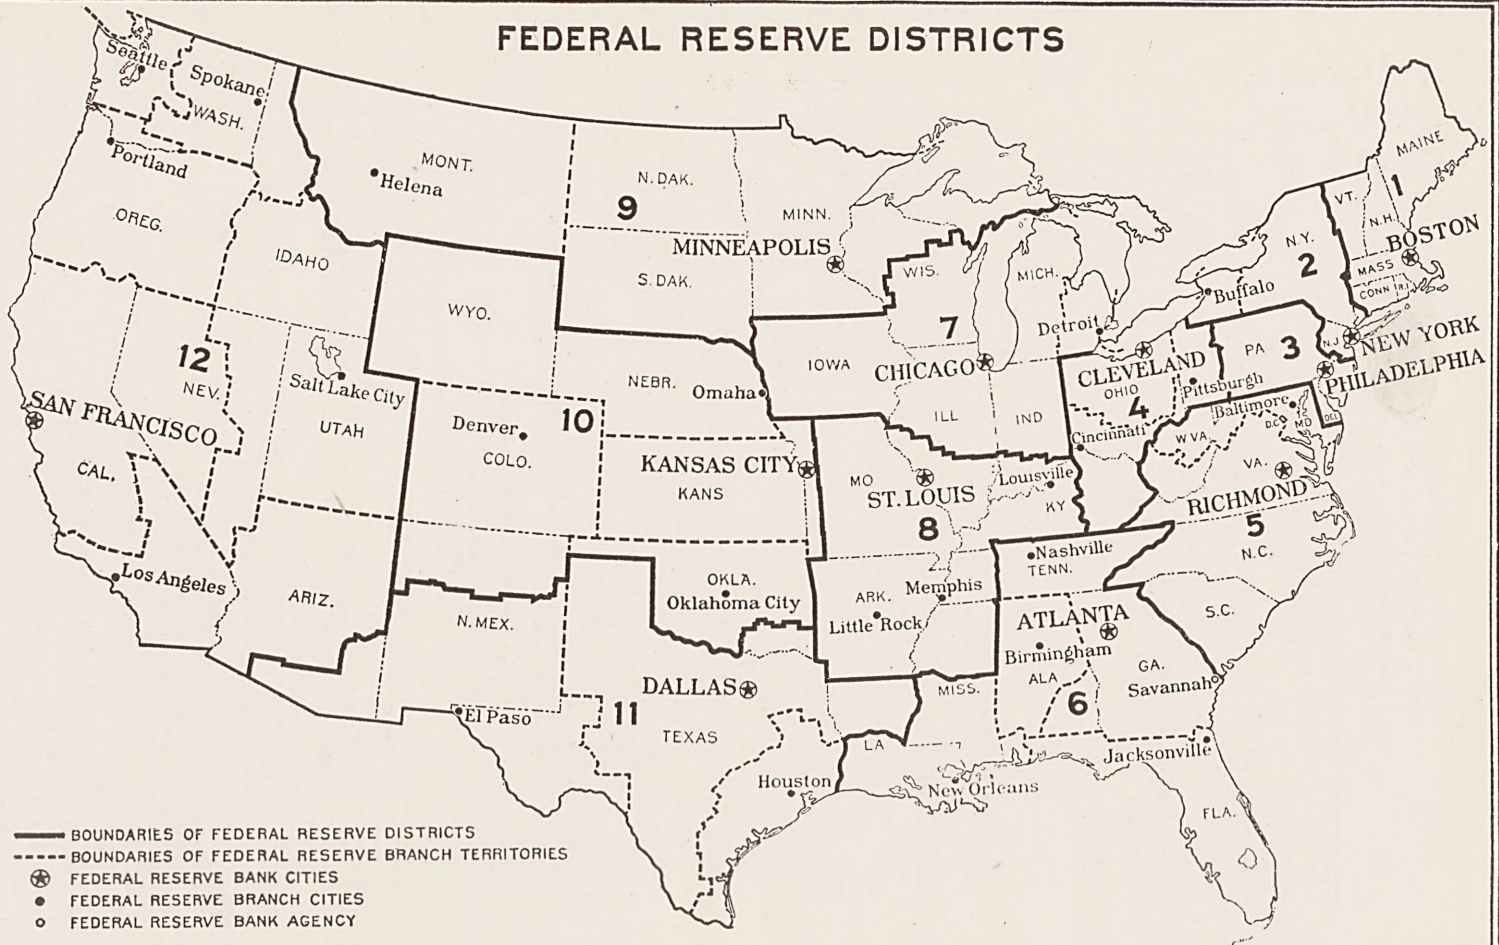 FEDERAL RESERVE DISTRICTS
Seattle
Spokane
WASH.
Portland
OREG.
MONT.
Helena
IDAHO
N. DAK.
9
S. DAK.
MINN.
MINNEAPOLIS
WYO.
12
NEV.
SAN FRANCISCO
CAL.
Los Angeles
Salt Lake City
UTAH
ARIZ.
NEBR.
Omaha
10
Denver
COLO.
KANSAS CITY
KANS
OKLA.
Oklahoma City
N. MEX.
El Paso
DALLAS
11
TEXAS
Houston
WIS.
MICH.
7
Detroit
IOWA
CHICAGO
ILL
IND
MO
ST. LOUIS
8
Louisville
KY
ARK.
Little Rock
Memphis
Nashville
TENN.
ATLANTA
Birmingham
ALA
6
GA.
Savannah
MISS.
LA
New Orleans
Jacksonville
FLA.
MAINE
VT.
N.H.
1
BOSTON
MASS
CONN
R.I.
N.Y.
2
Buffalo
NEW YORK
N.J.
PA
3
PHILADELPHIA
CLEVELAND
OHIO
4
Pittsburgh
Cincinnati
Baltimore
D.C.
MD
DEL
W VA.
VA.
RICHMOND
5
N.C.
S.C.
BOUNDARIES OF FEDERAL RESERVE DISTRICTS
BOUNDARIES OF FEDERAL RESERVE BRANCH TERRITORIES
FEDERAL RESERVE BANK CITIES
FEDERAL RESERVE BRANCH CITIES
FEDERAL RESERVE BANK AGENCY